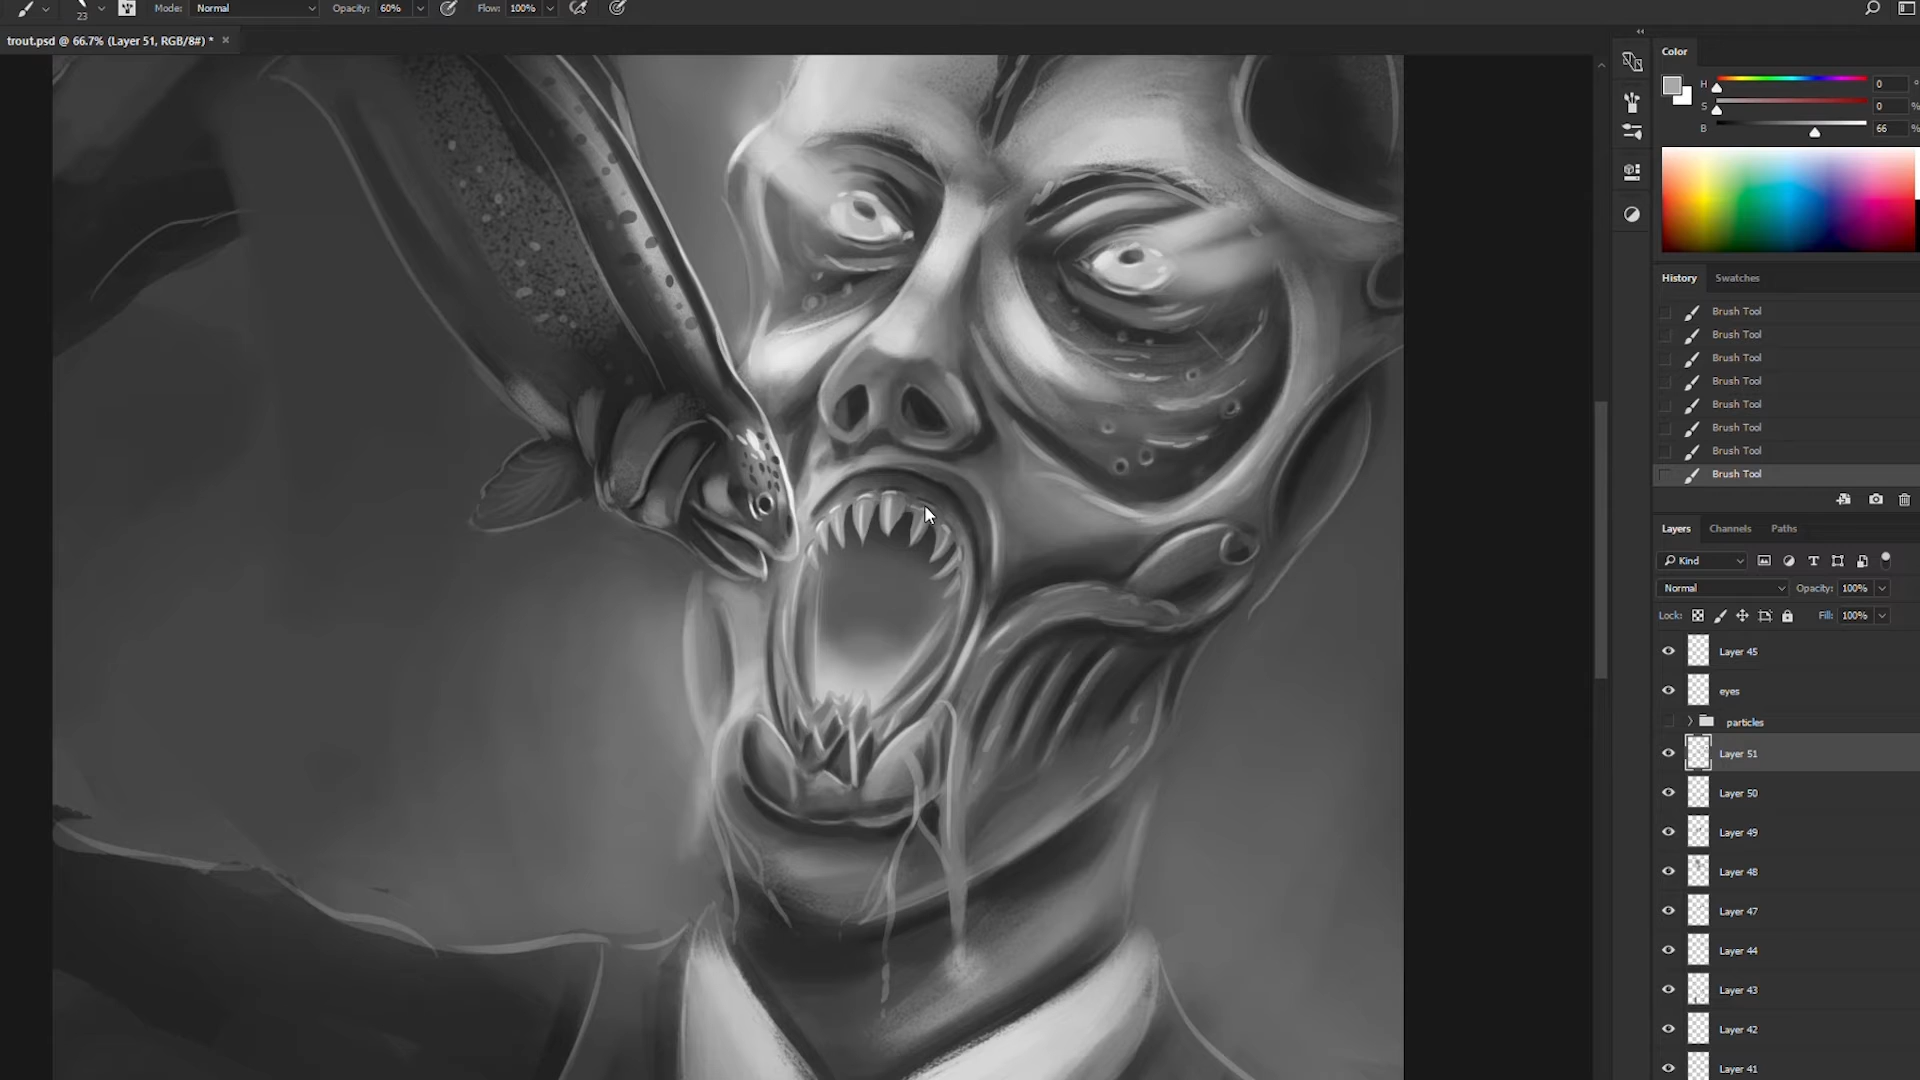 23 Mode: Normal Opacity: 60% Flow: 100%
trout.psd @ 66.7% (Layer 51, RGB/8#) * ×
Color
H 0 °
S 0 %
B 66 %
History Swatches
Brush Tool
Brush Tool
Brush Tool
Brush Tool
Brush Tool
Brush Tool
Brush Tool
Brush Tool
Layers Channels Paths
Kind
Normal Opacity: 100%
Lock: Fill: 100%
Layer 45
eyes
particles
Layer 51
Layer 50
Layer 49
Layer 48
Layer 47
Layer 44
Layer 43
Layer 42
Layer 41